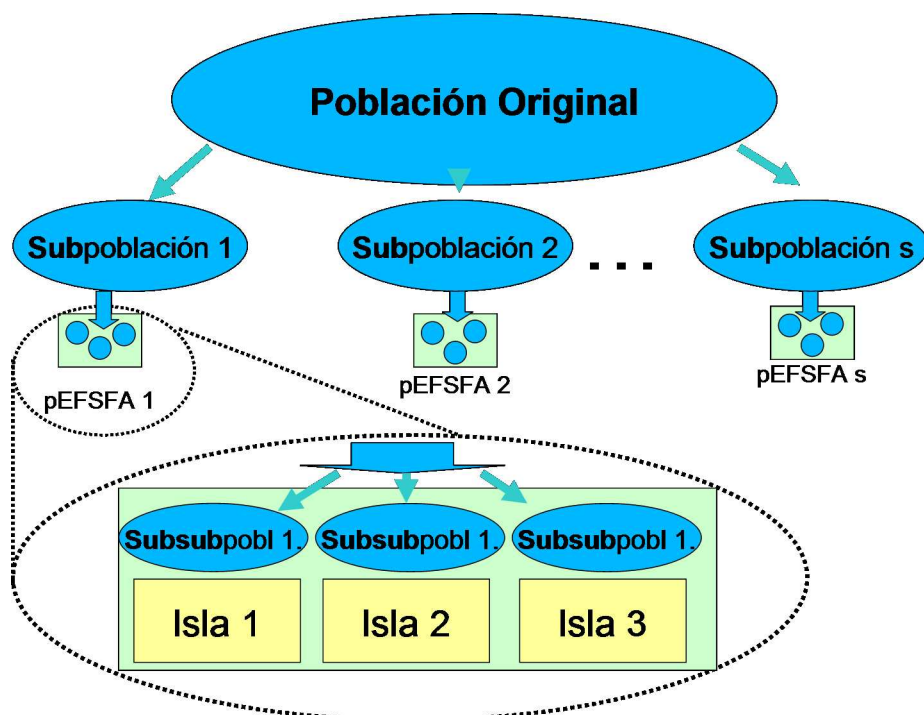 Población Original
Subpoblación 1
Subpoblación 2
...
Subpoblación s
pEFSFA 1
pEFSFA 2
pEFSFA s
Subsubpobl 1.
Subsubpobl 1.
Subsubpobl 1.
Isla 1
Isla 2
Isla 3